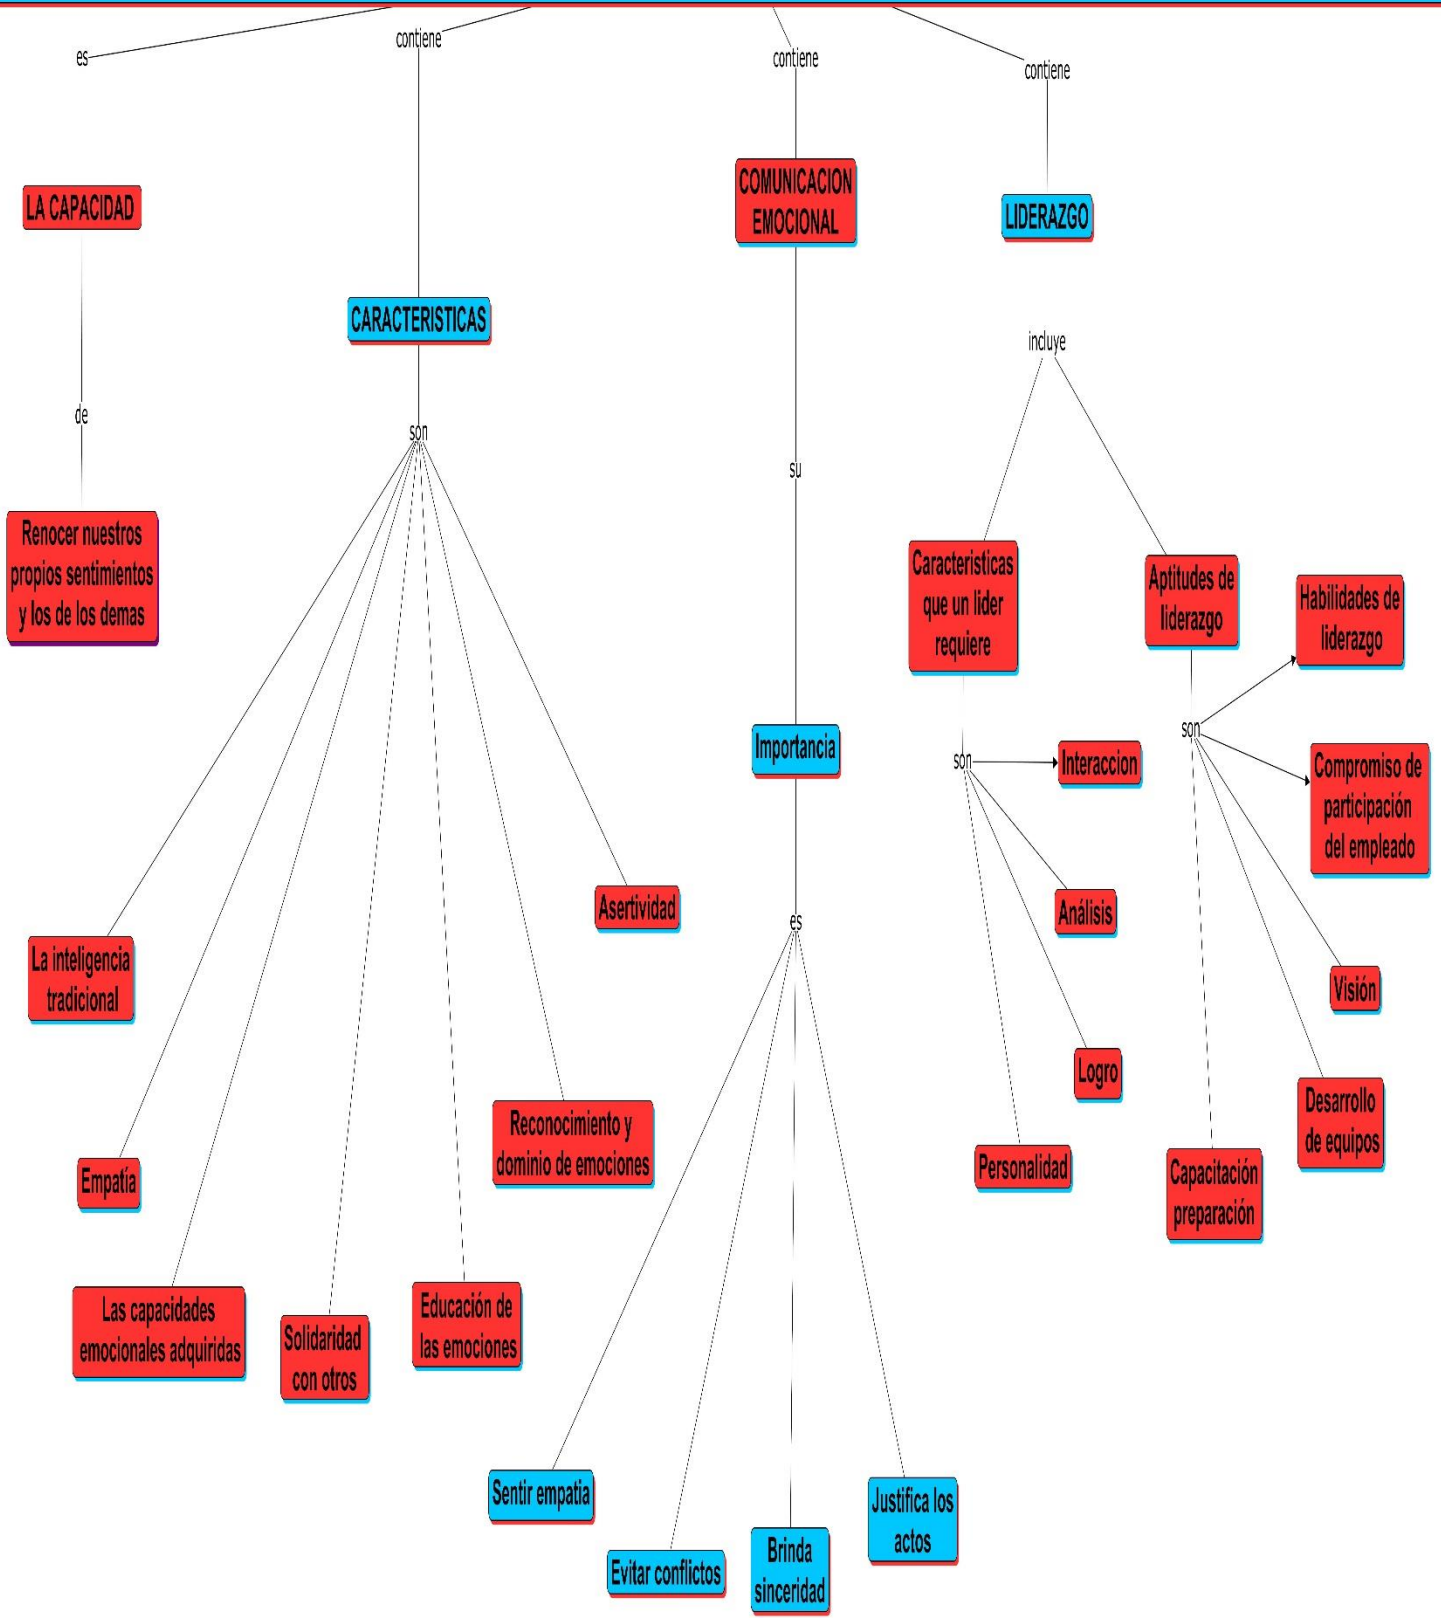 es
contiene
contiene
contiene
LA CAPACIDAD
de
Renocer nuestros
propios sentimientos
y los de los demas
CARACTERISTICAS
son
La inteligencia
tradicional
Empatía
Las capacidades
emocionales adquiridas
Solidaridad
con otros
Educación de
las emociones
Reconocimiento y
dominio de emociones
Asertividad
COMUNICACION
EMOCIONAL
su
Importancia
es
Sentir empatia
Evitar conflictos
Brinda
sinceridad
Justifica los
actos
LIDERAZGO
incluye
Caracteristicas
que un lider
requiere
son
Interaccion
Análisis
Logro
Personalidad
Aptitudes de
liderazgo
son
Habilidades de
liderazgo
Compromiso de
participación
del empleado
Visión
Desarrollo
de equipos
Capacitación
preparación